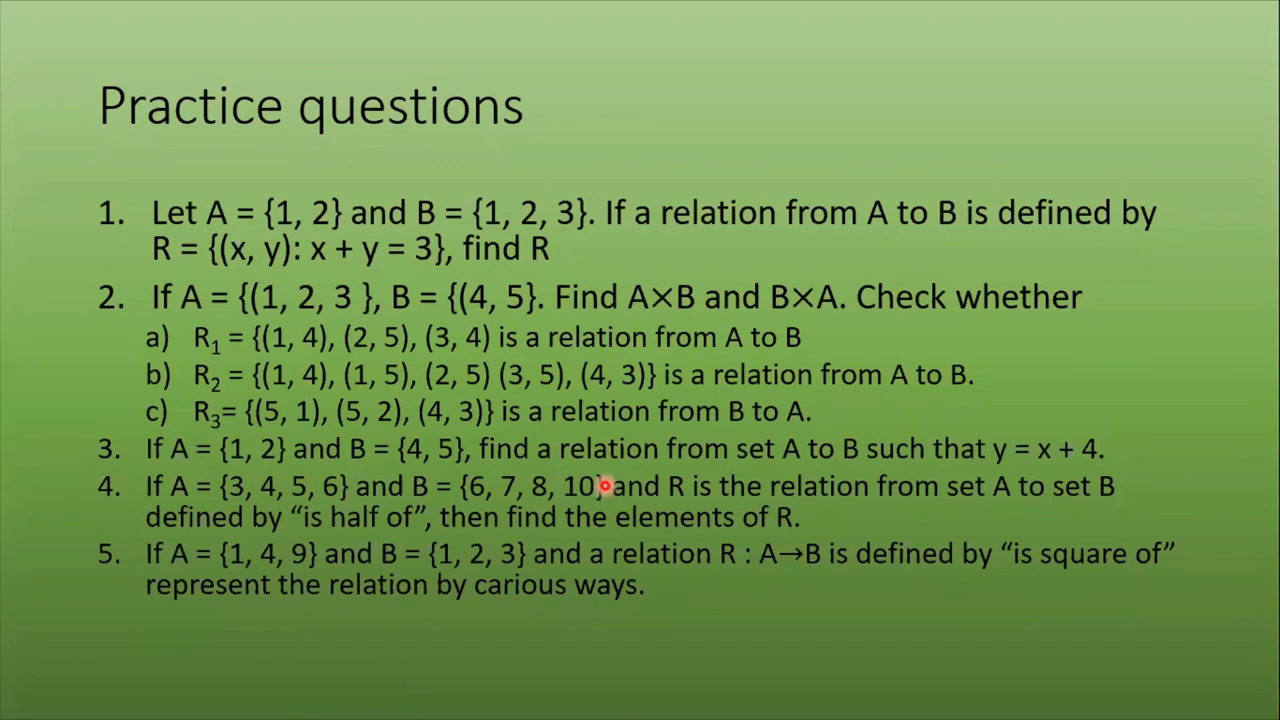 Practice questions
1. Let A = {1, 2} and B = {1, 2, 3}. If a relation from A to B is defined by
R = {(x, y): x + y = 3}, find R
2. If A = {(1, 2, 3 }, B = {(4, 5}. Find A×B and B×A. Check whether
a) R₁ = {(1, 4), (2, 5), (3, 4) is a relation from A to B
b) R₂ = {(1, 4), (1, 5), (2, 5) (3, 5), (4, 3)} is a relation from A to B.
c) R₃= {(5, 1), (5, 2), (4, 3)} is a relation from B to A.
3. If A = {1, 2} and B = {4, 5}, find a relation from set A to B such that y = x + 4.
4. If A = {3, 4, 5, 6} and B = {6, 7, 8, 10} and R is the relation from set A to set B
defined by “is half of”, then find the elements of R.
5. If A = {1, 4, 9} and B = {1, 2, 3} and a relation R : A→B is defined by “is square of”
represent the relation by carious ways.